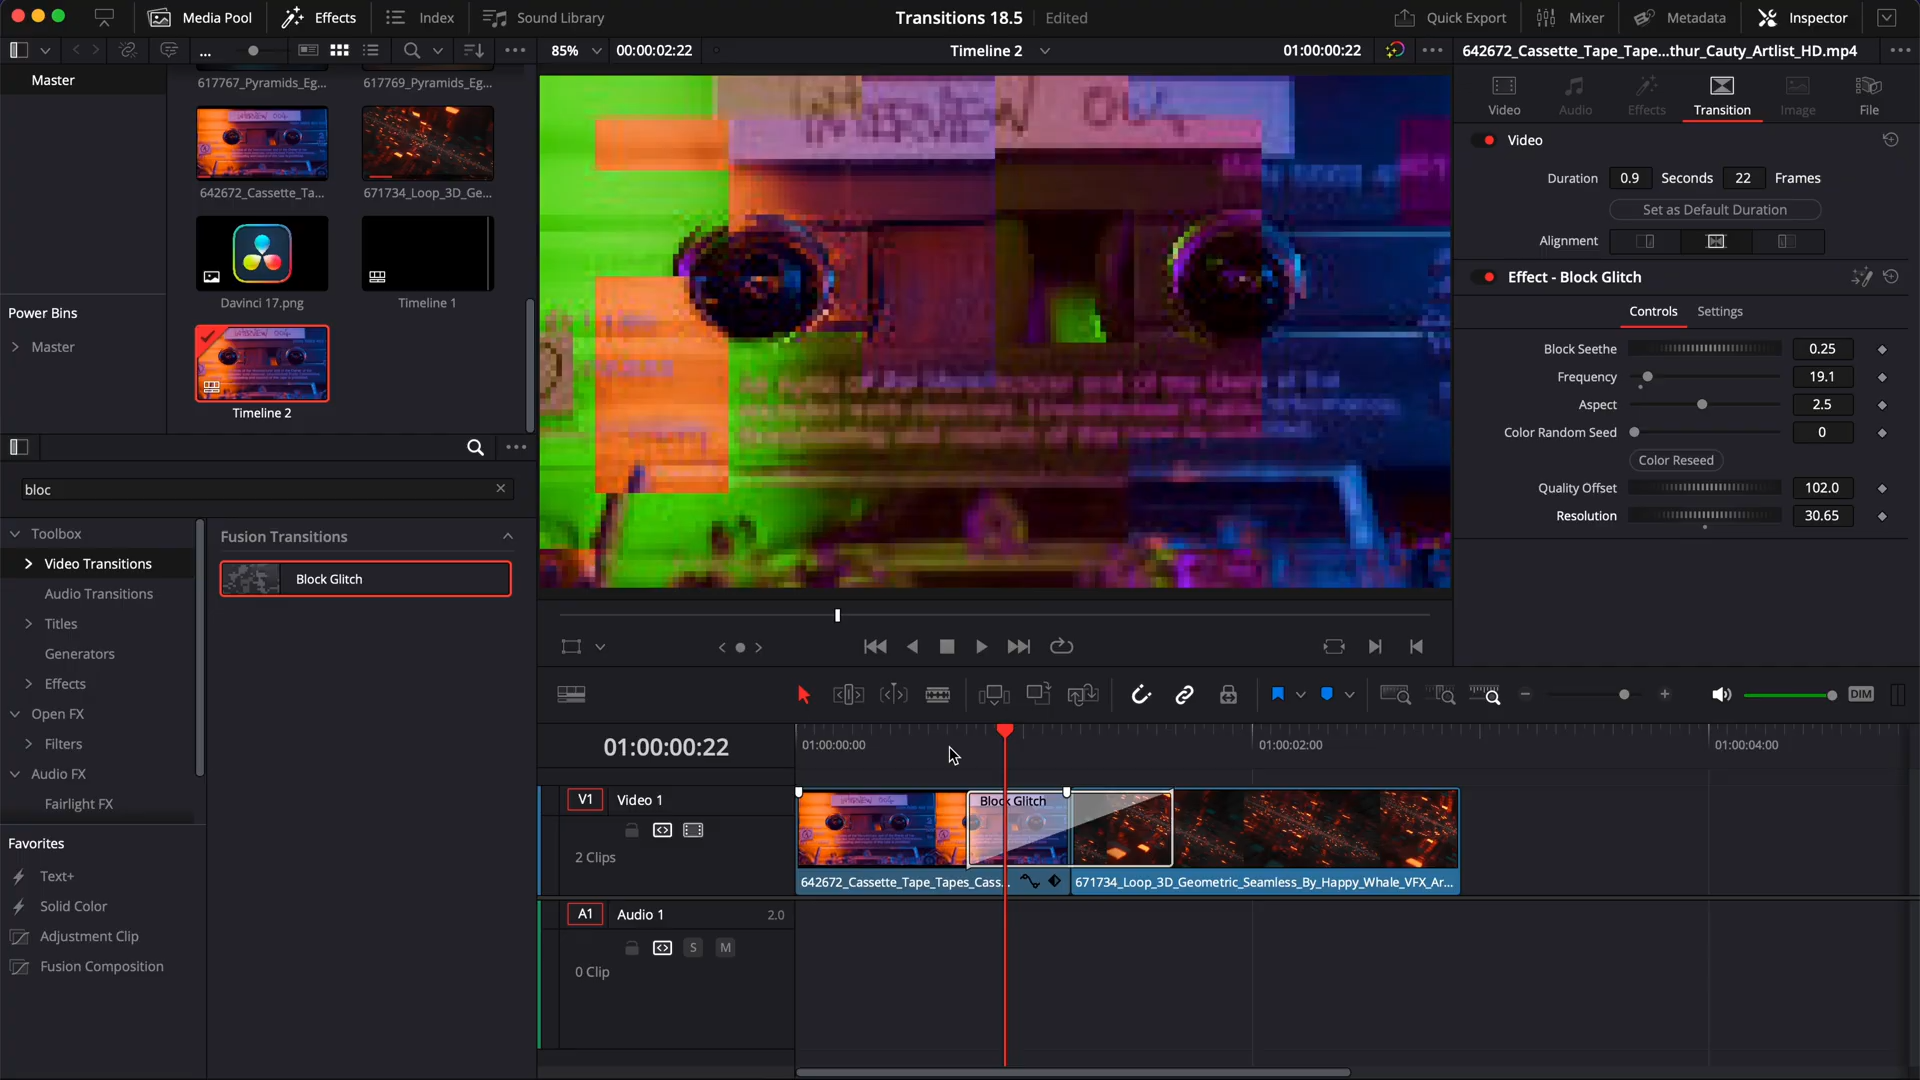 Media Pool
Effects
Index
Sound Library
Transitions 18.5
Edited
Quick Export
Mixer
Metadata
Inspector
85%
00:00:02:22
Timeline 2
01:00:00:22
642672_Cassette_Tape_Tape...thur_Cauty_Artlist_HD.mp4
Master
617767_Pyramids_Eg...
617769_Pyramids_Eg...
642672_Cassette_Ta...
671734_Loop_3D_Ge...
Davinci 17.png
Timeline 1
Timeline 2
Power Bins
Master
INTERVIEW 004
Video
Audio
Effects
Transition
Image
File
Video
Duration
0.9
Seconds
22
Frames
Set as Default Duration
Alignment
Effect - Block Glitch
Controls
Settings
Block Seethe
0.25
Frequency
19.1
Aspect
2.5
Color Random Seed
0
Color Reseed
Quality Offset
102.0
Resolution
30.65
bloc
Toolbox
Video Transitions
Audio Transitions
Titles
Generators
Effects
Open FX
Filters
Audio FX
Fairlight FX
Favorites
Text+
Solid Color
Adjustment Clip
Fusion Composition
Fusion Transitions
Block Glitch
DIM
01:00:00:22
01:00:00:00
01:00:02:00
01:00:04:00
V1
Video 1
2 Clips
Block Glitch
642672_Cassette_Tape_Tapes_Cass...
671734_Loop_3D_Geometric_Seamless_By_Happy_Whale_VFX_Ar...
A1
Audio 1
2.0
S
M
0 Clip